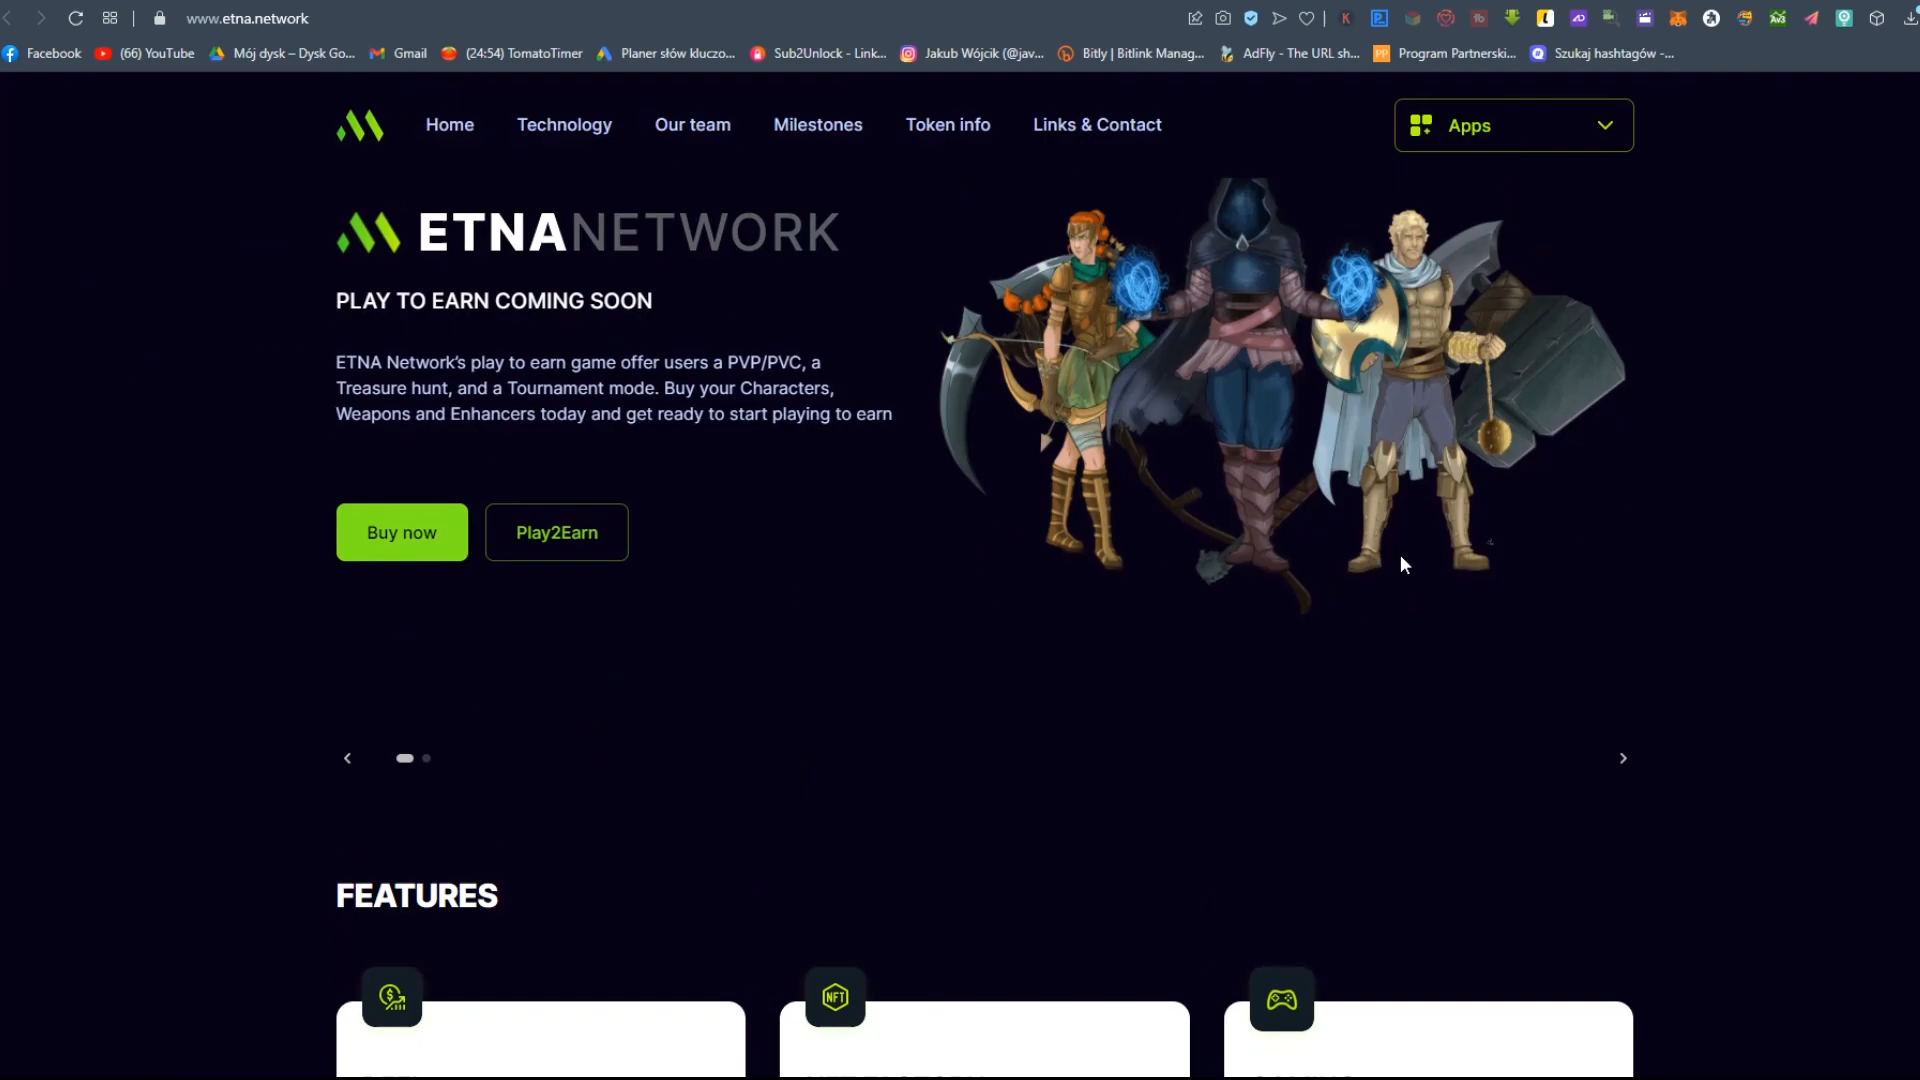 www.etna.network
Facebook
(66) YouTube
Mój dysk – Dysk Go...
Gmail
(24:54) TomatoTimer
Planer słów kluczo...
Sub2Unlock - Link...
Jakub Wójcik (@jav...
Bitly | Bitlink Manag...
AdFly - The URL sh...
Program Partnerski...
Szukaj hashtagów -...
Home
Technology
Our team
Milestones
Token info
Links & Contact
Apps
ETNANETWORK
PLAY TO EARN COMING SOON
ETNA Network's play to earn game offer users a PVP/PVC, a
Treasure hunt, and a Tournament mode. Buy your Characters,
Weapons and Enhancers today and get ready to start playing to earn
Buy now
Play2Earn
FEATURES
NFT